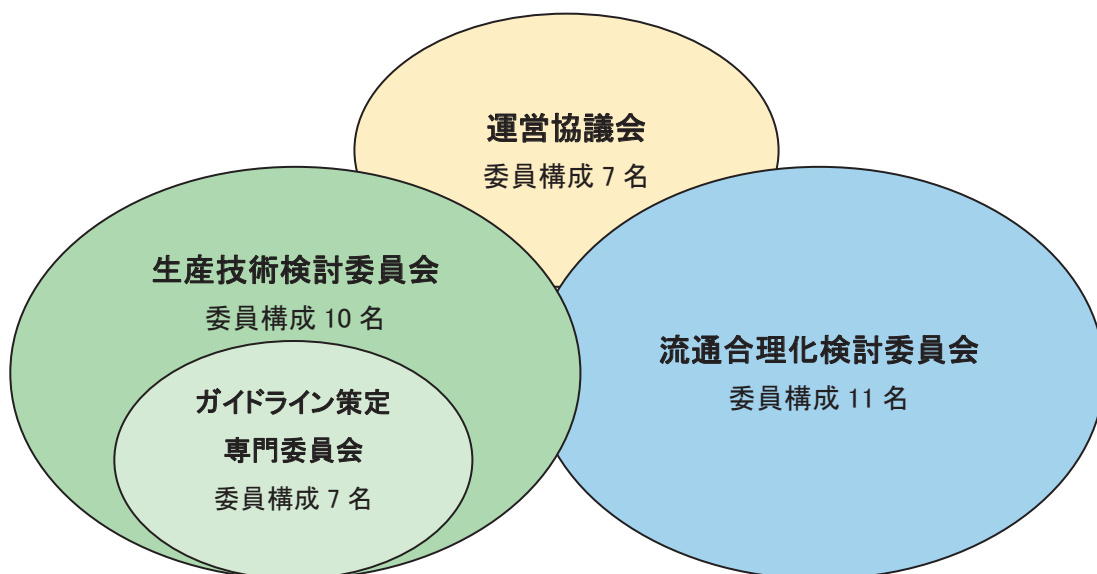 運営協議会
委員構成 7 名
生産技術検討委員会
委員構成 10 名
ガイドライン策定
専門委員会
委員構成 7 名
流通合理化検討委員会
委員構成 11 名